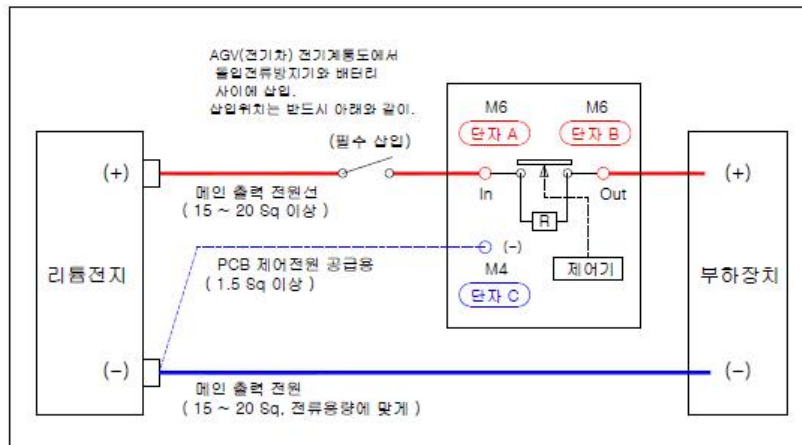 AGV(전기차) 전기계통도에서
돌입전류방지기와 배터리
사이에 삽입.
삽입위치는 반드시 아래와 같이.
(필수 삽입)
M6
M6
단자 A
단자 B
(+)
(+)
In
Out
메인 출력 전원선
( 15 ~ 20 Sq 이상 )
R
(-)
리튬전지
PCB 제어전원 공급용
( 1.5 Sq 이상 )
M4
제어기
단자 C
부하장치
(-)
(-)
메인 출력 전원
( 15 ~ 20 Sq, 전류용량에 맞게 )